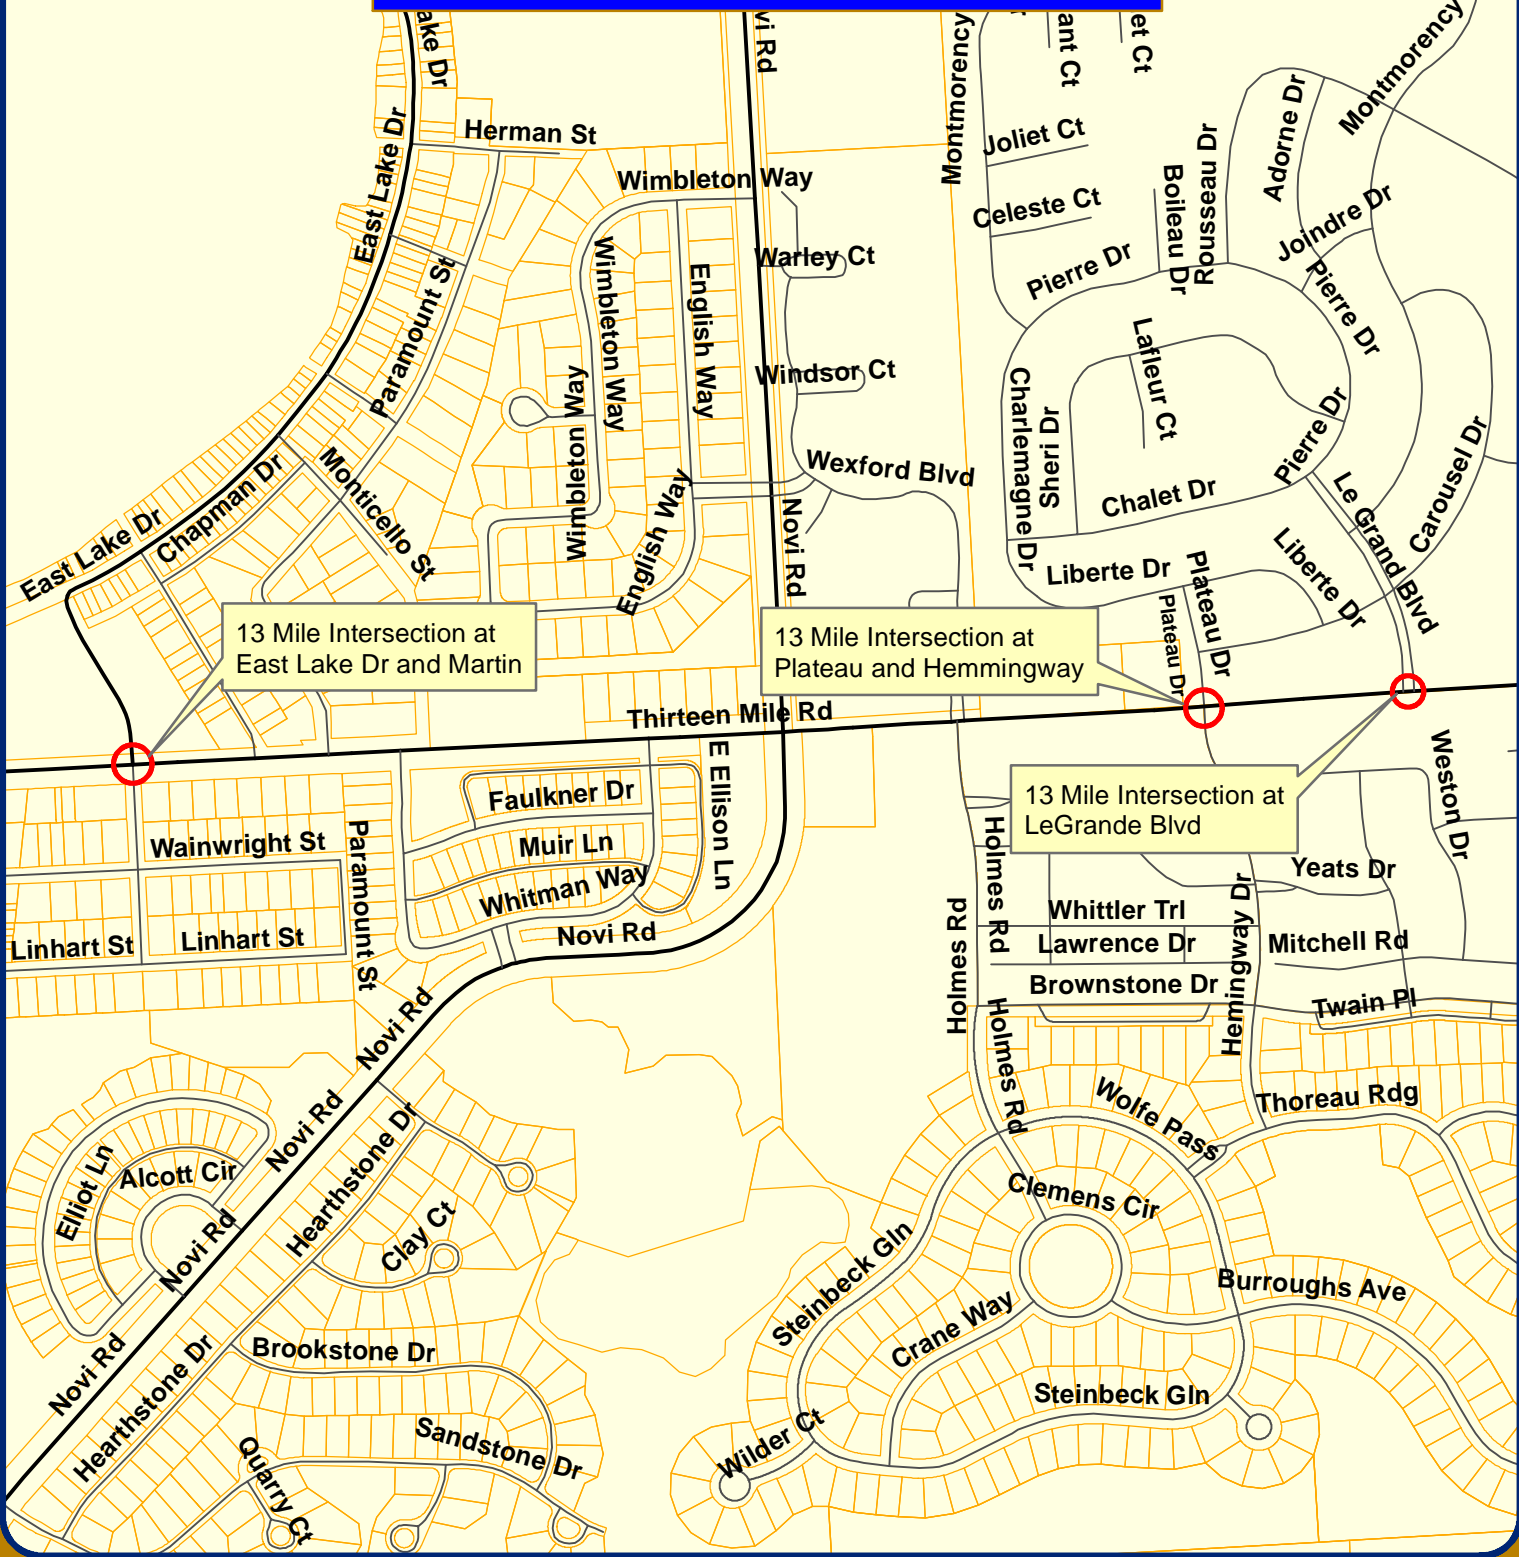 ake Dr
vi Rd
Montmorency
ant Ct
et Ct
Montmorency
Herman St
East Lake Dr
Joliet Ct
Adorne Dr
Wimbleton Way
Boileau Dr
Rousseau Dr
Celeste Ct
Joindre Dr
Warley Ct
Pierre Dr
Pierre Dr
Paramount St
Wimbleton Way
English Way
Lafleur Ct
Windsor Ct
Wimbleton Way
Charlemagne Dr
Sheri Dr
Pierre Dr
Carousel Dr
Chapman Dr
Monticello St
Wexford Blvd
Chalet Dr
Le Grand Blvd
East Lake Dr
English Way
Novi Rd
Liberte Dr
Plateau Dr
Liberte Dr
Plateau Dr
13 Mile Intersection at
East Lake Dr and Martin
13 Mile Intersection at
Plateau and Hemmingway
Thirteen Mile Rd
E Ellison Ln
Weston Dr
13 Mile Intersection at
LeGrande Blvd
Faulkner Dr
Wainwright St
Paramount St
Muir Ln
Holmes Rd
Yeats Dr
Whitman Way
Whittler Trl
Linhart St
Linhart St
Novi Rd
Holmes Rd
Lawrence Dr
Hemingway Dr
Mitchell Rd
Brownstone Dr
Twain Pl
Novi Rd
Holmes Rd
Wolfe Pass
Thoreau Rdg
Novi Rd
Hearthstone Dr
Elliot Ln
Alcott Cir
Clemens Cir
Clay Ct
Novi Rd
Steinbeck Gln
Burroughs Ave
Crane Way
Brookstone Dr
Novi Rd
Hearthstone Dr
Steinbeck Gln
Sandstone Dr
Wilder Ct
Quarry Ct